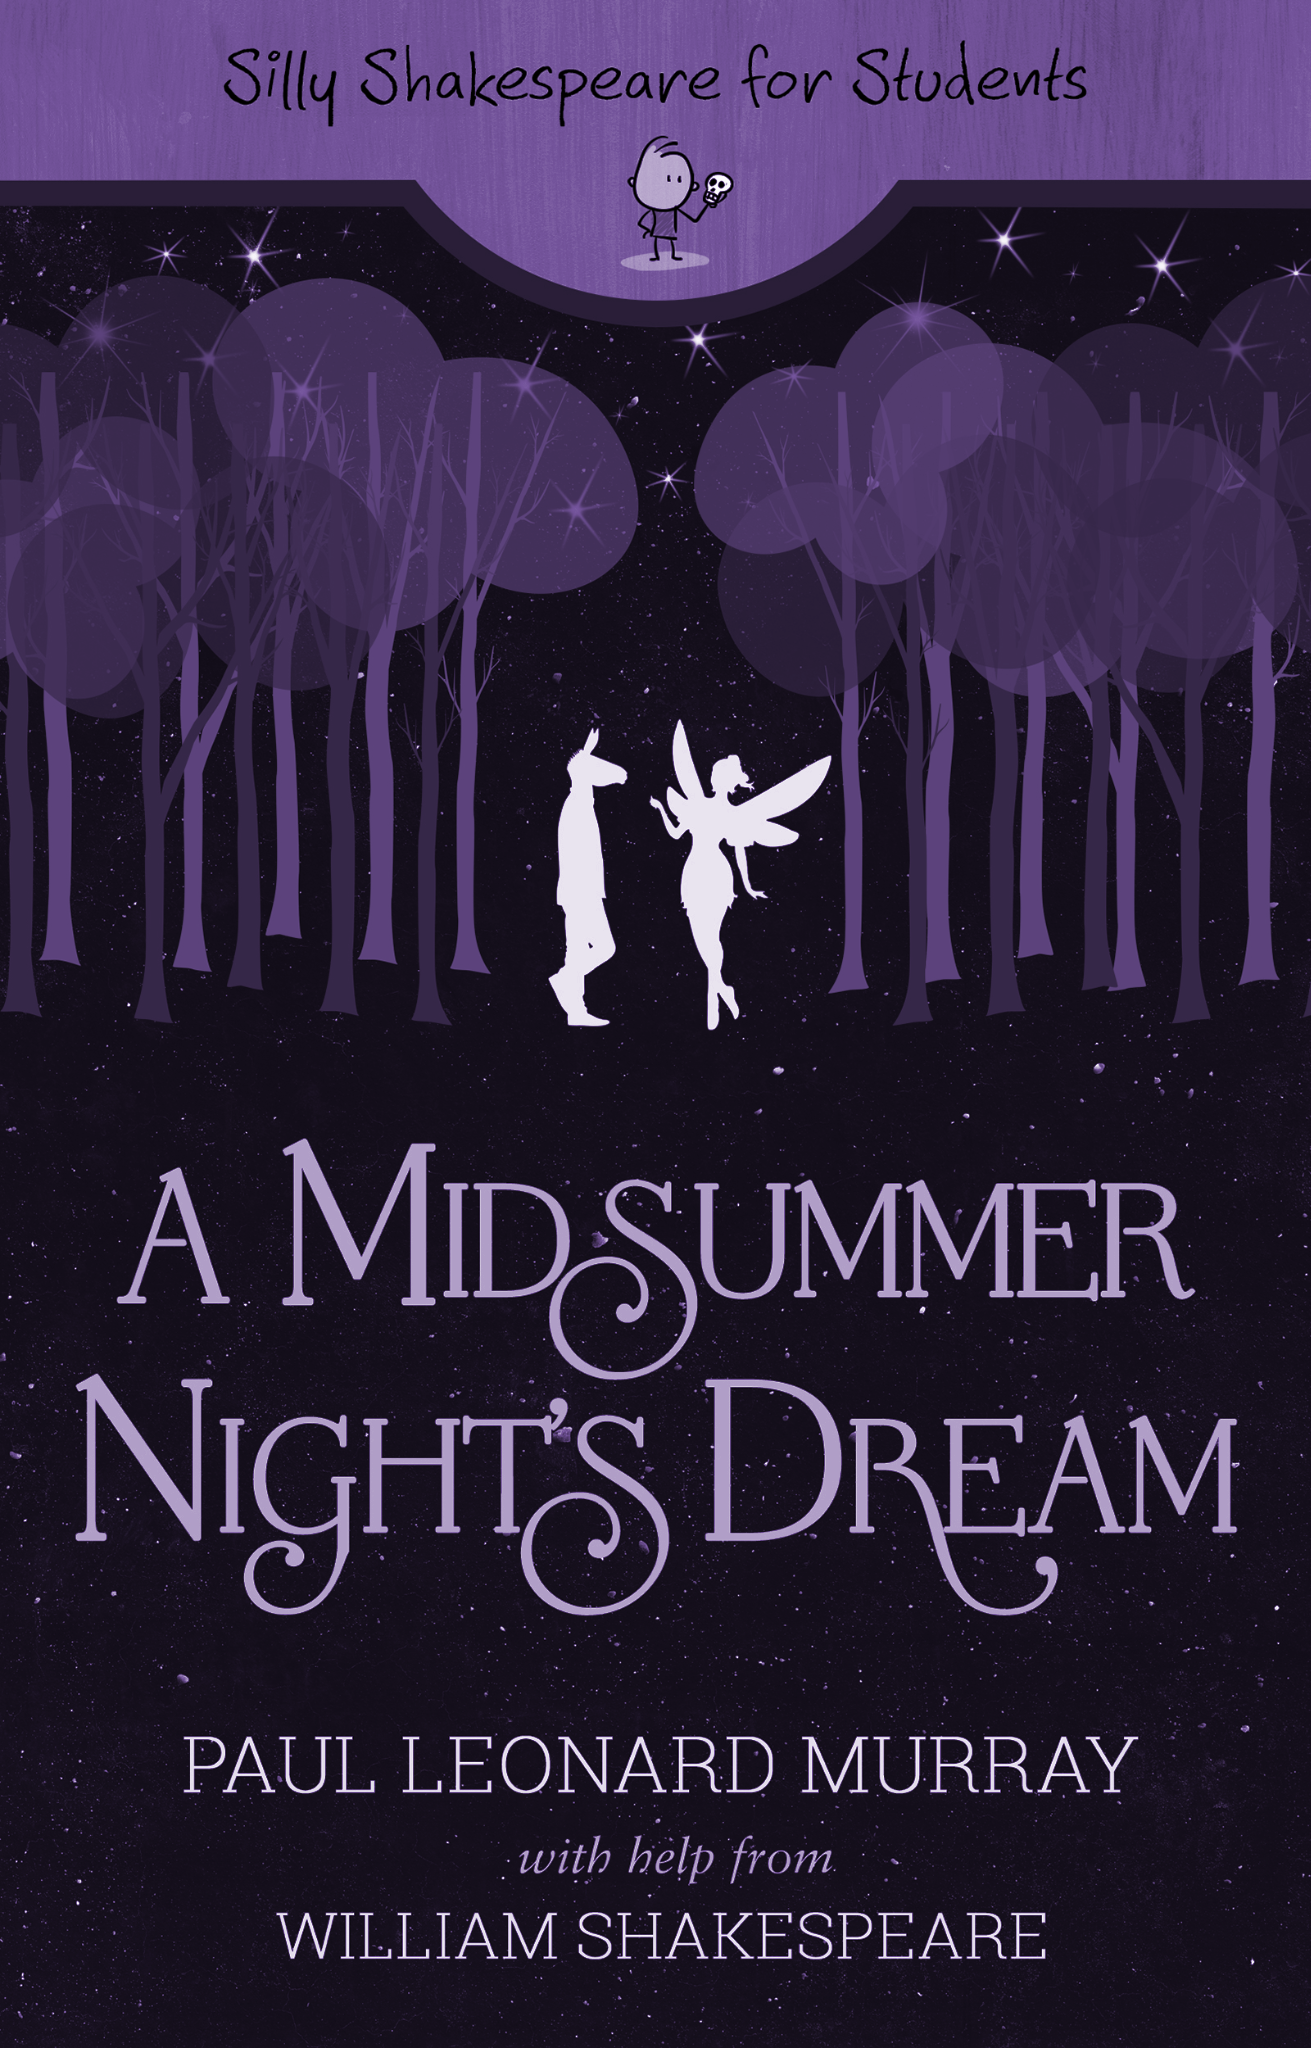 Silly Shakespeare for Students
A MIDSUMMER
NIGHT'S DREAM
PAUL LEONARD MURRAY
with help from
WILLIAM SHAKESPEARE